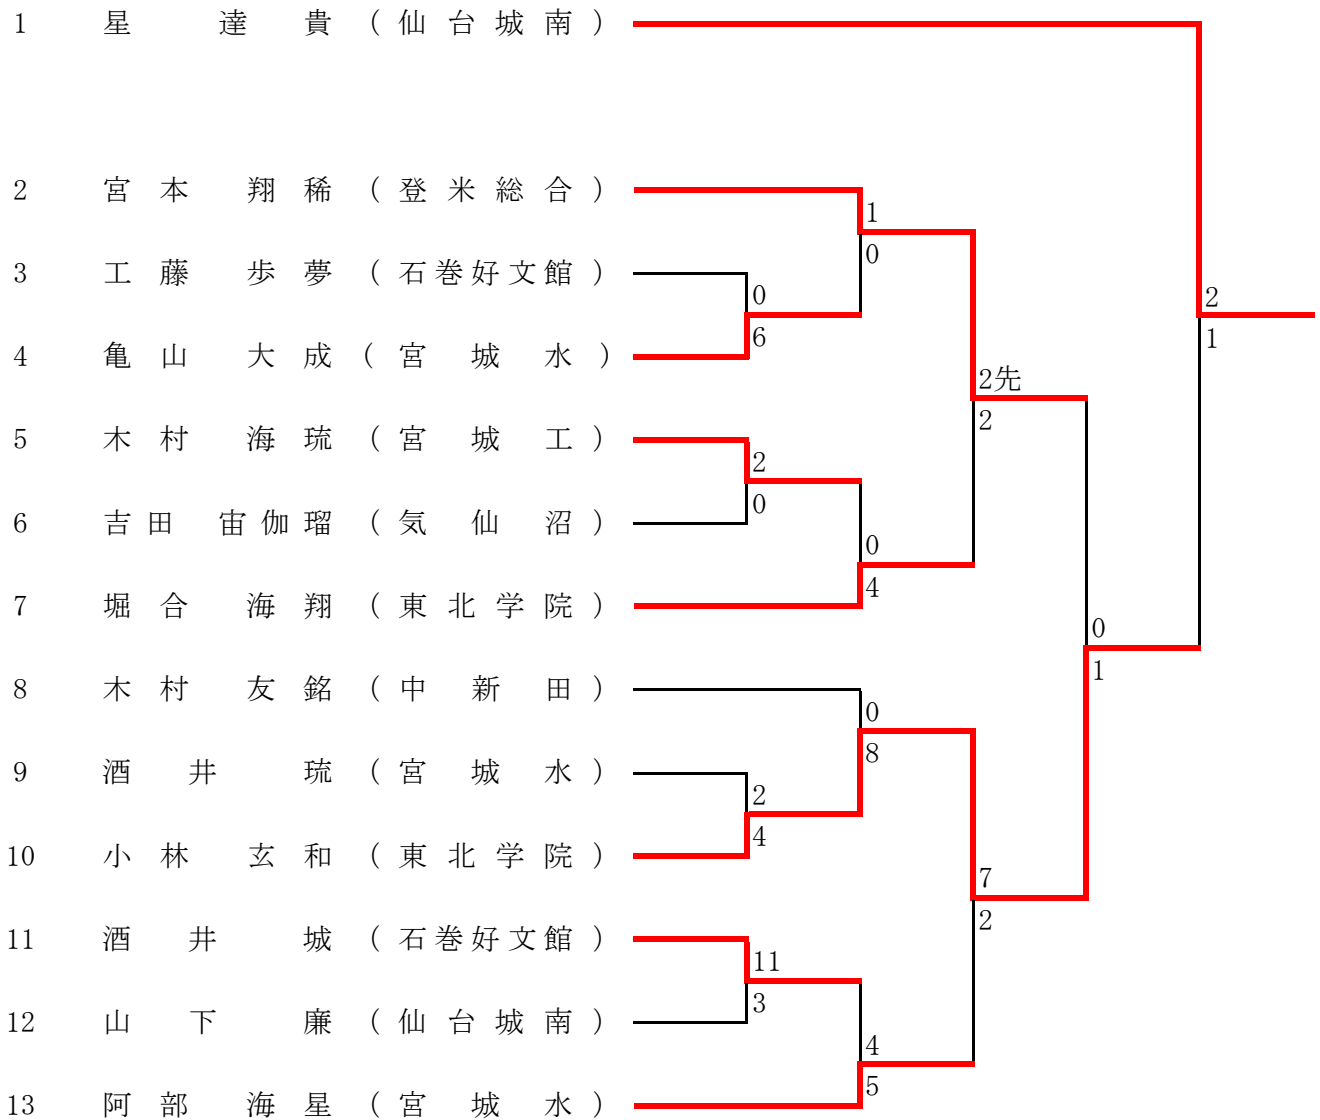 1 星 達 貴 ( 仙 台 城 南 )
2 宮 本 翔 稀 ( 登 米 総 合 )
1
0
3 工 藤 歩 夢 ( 石 巻 好 文 館 )
0
2
6
1
4 亀 山 大 成 ( 宮 城 水 )
2先
2
5 木 村 海 琉 ( 宮 城 工 )
2
0
6 吉 田 宙 伽 瑠 ( 気 仙 沼 )
0
4
7 堀 合 海 翔 ( 東 北 学 院 )
0
1
8 木 村 友 銘 ( 中 新 田 )
0
8
9 酒 井 琉 ( 宮 城 水 )
2
4
10 小 林 玄 和 ( 東 北 学 院 )
7
2
11 酒 井 城 ( 石 巻 好 文 館 )
11
3
12 山 下 廉 ( 仙 台 城 南 )
4
5
13 阿 部 海 星 ( 宮 城 水 )